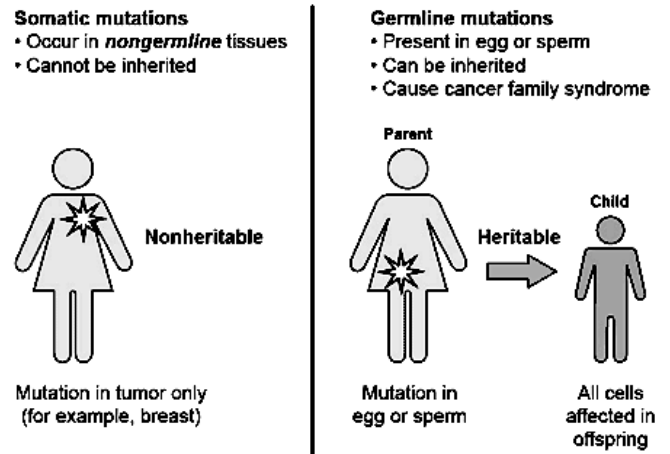 Somatic mutations
• Occur in nongermline tissues
• Cannot be inherited
Nonheritable
Mutation in tumor only
(for example, breast)
Germline mutations
• Present in egg or sperm
• Can be inherited
• Cause cancer family syndrome
Parent
Child
Heritable
Mutation in
egg or sperm
All cells
affected in
offspring